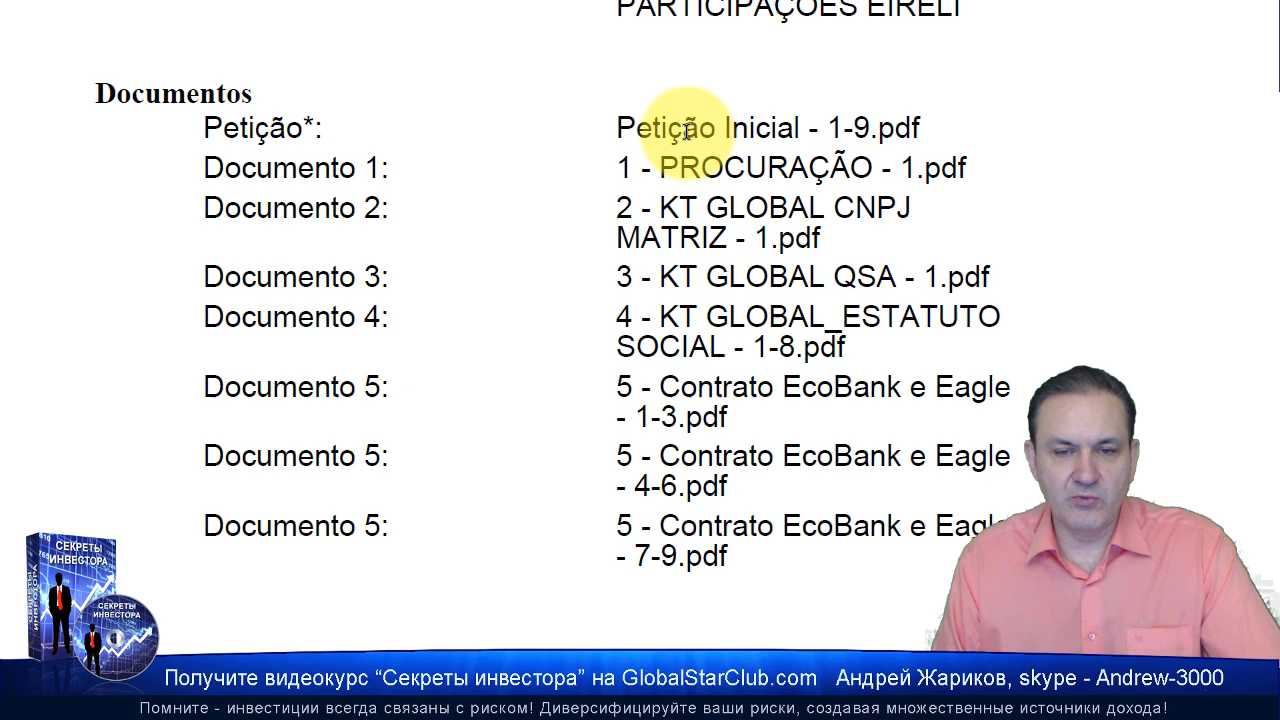 PARTICIPAÇÕES EIRELI
Documentos
Petição*: Petição Inicial - 1-9.pdf
Documento 1: 1 - PROCURAÇÃO - 1.pdf
Documento 2: 2 - KT GLOBAL CNPJ
MATRIZ - 1.pdf
Documento 3: 3 - KT GLOBAL QSA - 1.pdf
Documento 4: 4 - KT GLOBAL_ESTATUTO
SOCIAL - 1-8.pdf
Documento 5: 5 - Contrato EcoBank e Eagle
- 1-3.pdf
Documento 5: 5 - Contrato EcoBank e Eagle
- 4-6.pdf
Documento 5: 5 - Contrato EcoBank e Eagle
- 7-9.pdf
СЕКРЕТЫ
ИНВЕСТОРА
СЕКРЕТЫ
ИНВЕСТОРА
Получите видеокурс “Секреты инвестора” на GlobalStarClub.com Андрей Жариков, skype - Andrew-3000
Помните - инвестиции всегда связаны с риском! Диверсифицируйте ваши риски, создавая множественные источники дохода!